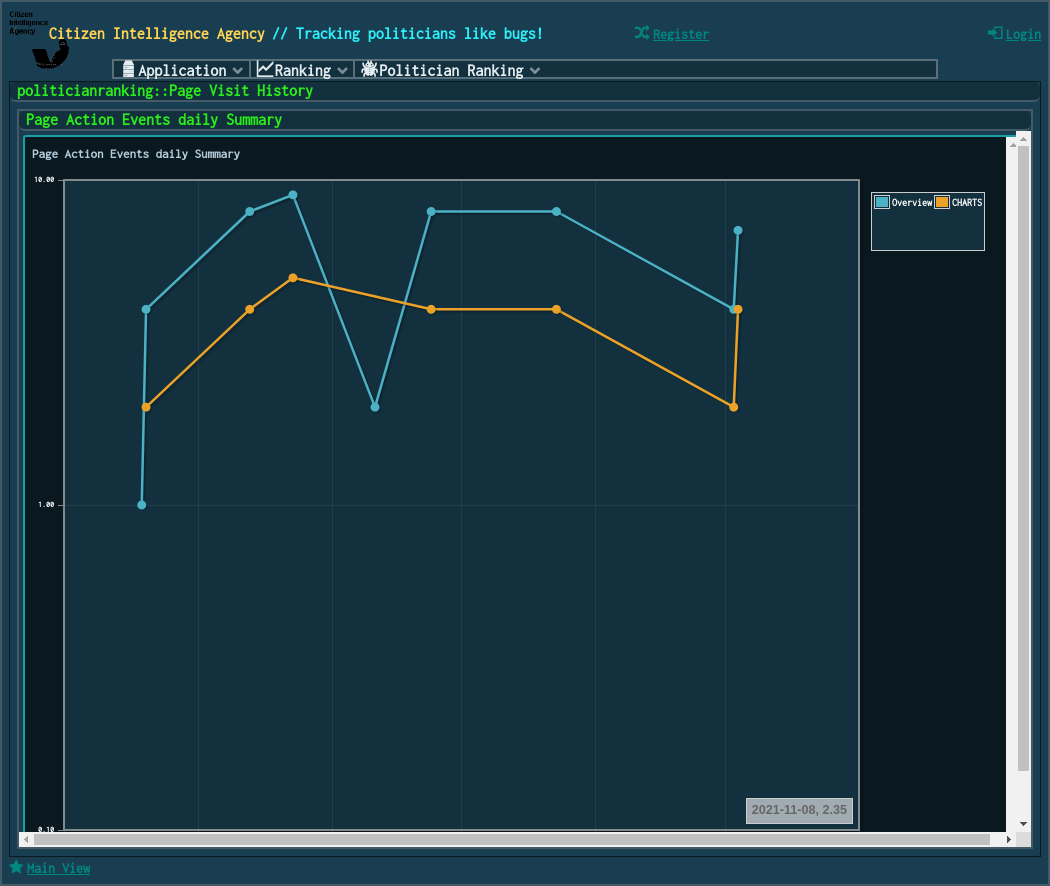 Citizen
Intelligence
Agency
Citizen Intelligence Agency // Tracking politicians like bugs!
Register
Login
Application
Ranking
Politician Ranking
politicianranking::Page Visit History
Page Action Events daily Summary
Page Action Events daily Summary
10.00
Overview
CHARTS
1.00
2021-11-08, 2.35
0.10
Main View